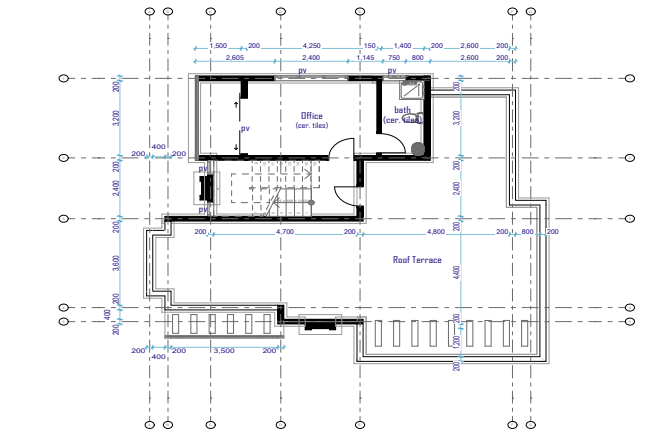 1,500 200 4,250 150 1,400 200 2,600 200
2,605 2,400 1,145 750 800 2,600 200
pv pv
200 200
Office
(cer. tiles)
bath
(cer. tiles)
pv
3,200 3,200
400
200 200
200 200
pv
2,400 2,400
pv
200 200
200 4,700 200 4,800 800 200
Roof Terrace
3,600 4,400
200
400
200 200
1,200
200 200 3,500 200
400
200